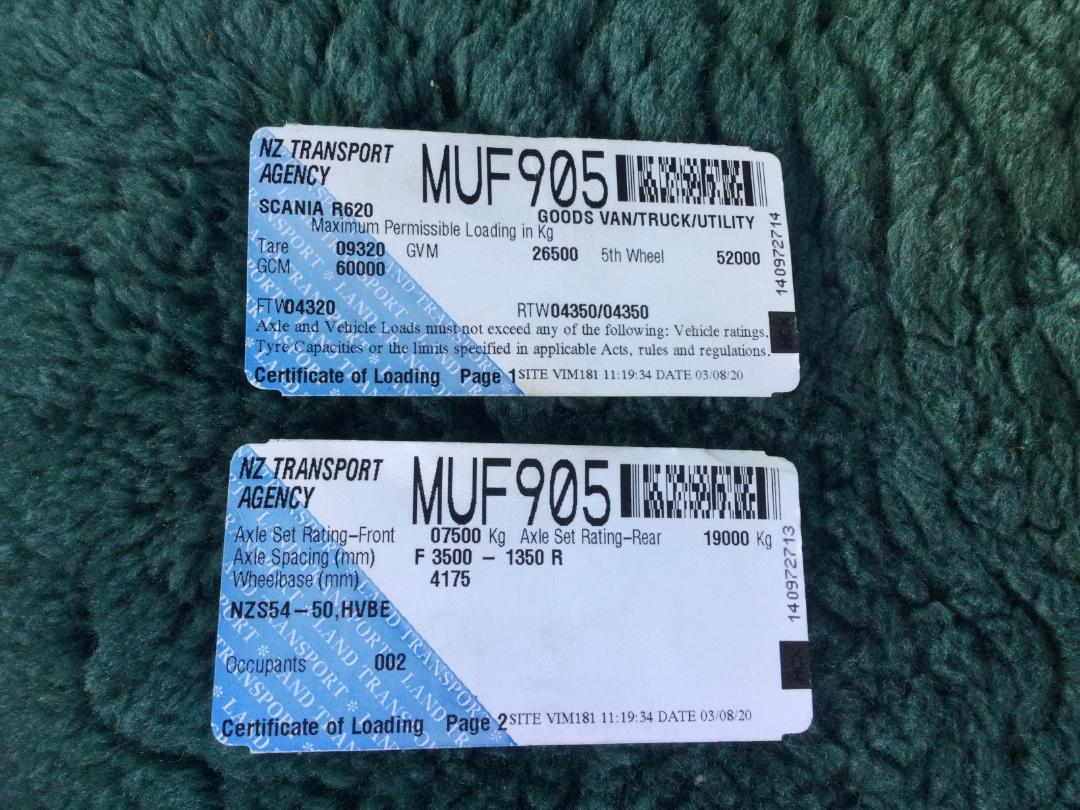 NZ TRANSPORT AGENCY
MUF905
SCANIA R620
GOODS VAN/TRUCK/UTILITY
Maximum Permissible Loading in Kg
Tare 09320 GVM 26500 5th Wheel 52000
GCM 60000
FTW04320 RTW04350/04350
Axle and Vehicle Loads must not exceed any of the following: Vehicle ratings.
Tyre Capacities or the limits specified in applicable Acts, rules and regulations.
Certificate of Loading Page 1 SITE VIM181 11:19:34 DATE 03/08/20
140972714
NZ TRANSPORT AGENCY
MUF905
Axle Set Rating–Front 07500 Kg Axle Set Rating–Rear 19000 Kg
Axle Spacing (mm) F 3500 – 1350 R
Wheelbase (mm) 4175
NZS54–50,HVBE
Occupants 002
Certificate of Loading Page 2 SITE VIM181 11:19:34 DATE 03/08/20
140972713